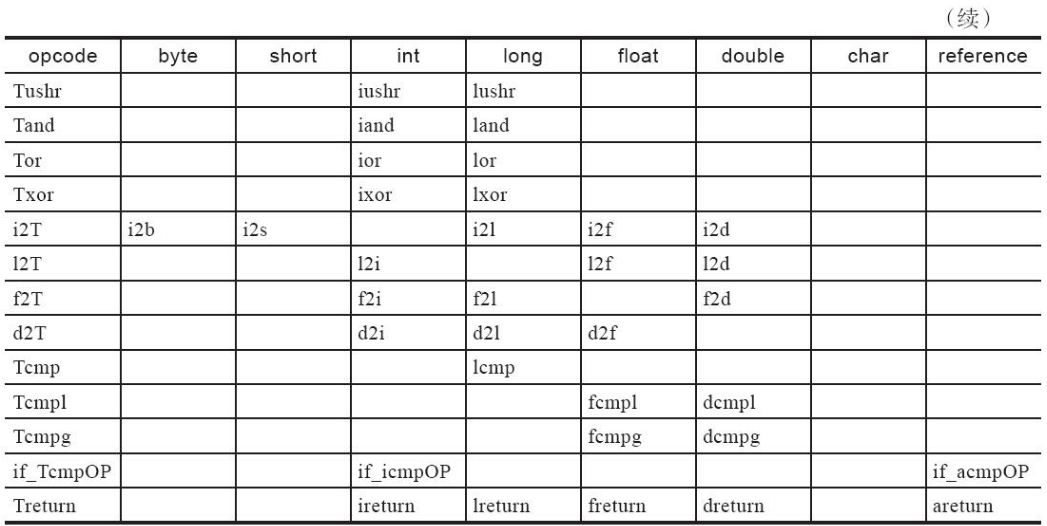 （续）
opcode byte short int long float double char reference
Tushr iushr lushr
Tand iand land
Tor ior lor
Txor ixor lxor
i2T i2b i2s i2l i2f i2d
l2T l2i l2f l2d
f2T f2i f2l f2d
d2T d2i d2l d2f
Tcmp lcmp
Tcmpl fcmpl dcmpl
Tcmpg fcmpg dcmpg
if_TcmpOP if_icmpOP if_acmpOP
Treturn ireturn lreturn freturn dreturn areturn